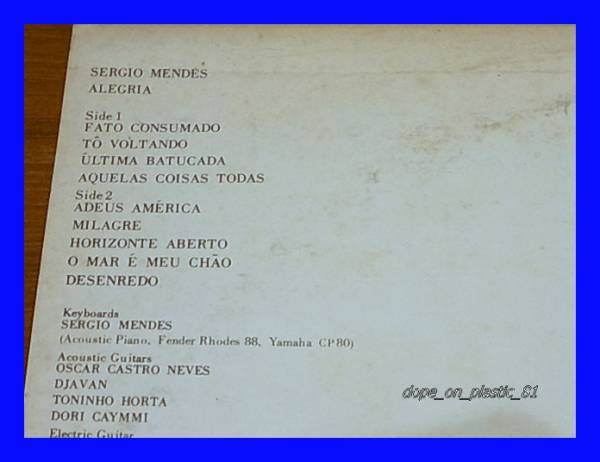 SERGIO MENDES
ALEGRIA
Side 1
FATO CONSUMADO
TÔ VOLTANDO
ÚLTIMA BATUCADA
AQUELAS COISAS TODAS
Side 2
ADEUS AMÉRICA
MILAGRE
HORIZONTE ABERTO
O MAR É MEU CHÃO
DESENREDO
Keyboards
SERGIO MENDES
(Acoustic Piano, Fender Rhodes 88, Yamaha CP80)
Acoustic Guitars
OSCAR CASTRO NEVES
DJAVAN
TONINHO HORTA
DORI CAYMMI
Electric Guitar
dope_on_plastic_81